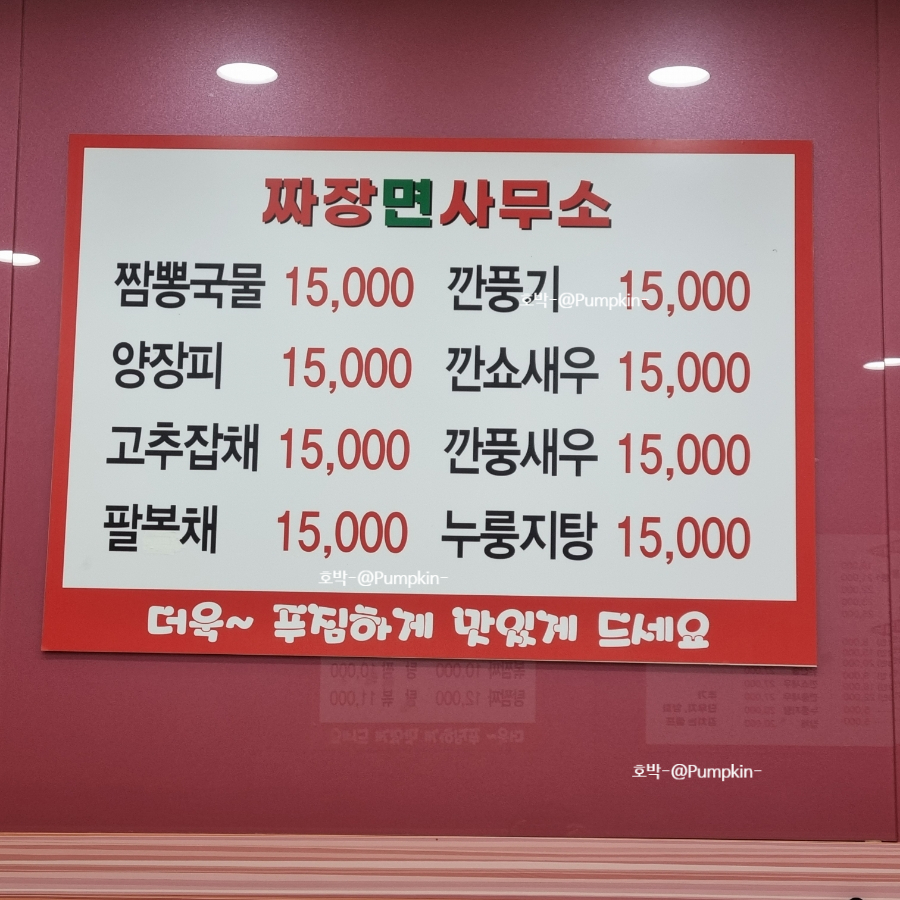 짜장면사무소
짬뽕국물 15,000 깐풍기 15,000
양장피 15,000 깐쇼새우 15,000
고추잡채 15,000 깐풍새우 15,000
팔보채 15,000 누룽지탕 15,000
더욱~ 푸짐하게 맛있게 드세요
호박-@Pumpkin-
호박-@Pumpkin-
호박-@Pumpkin-